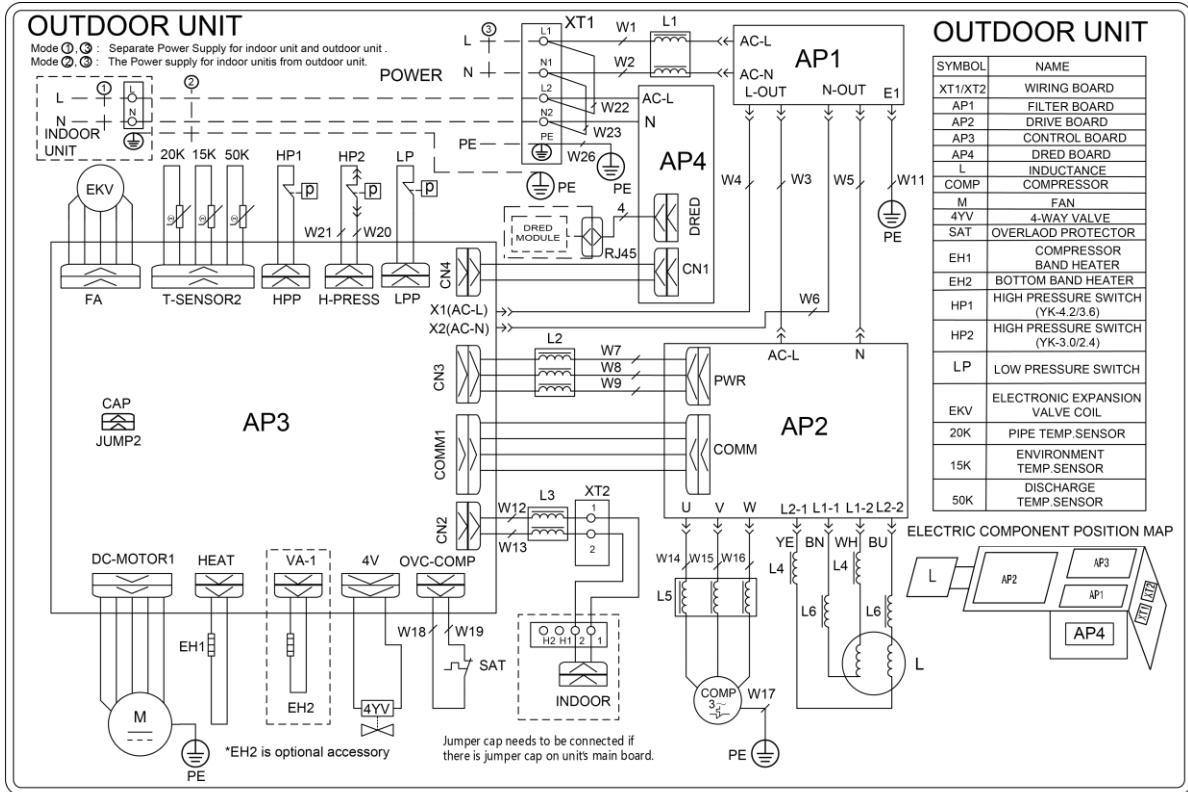 OUTDOOR UNIT
Mode ①,③ : Separate Power Supply for indoor unit and outdoor unit .
Mode ②,③ : The Power supply for indoor unitis from outdoor unit.
POWER
L
N
③
XT1
L1
N1
L2
N2
PE
W1
W2
L1
AC-L
AC-N
AP1
L-OUT
N-OUT
E1
①
②
L
N
L
N
INDOOR
UNIT
W22
W23
W26
PE
PE
PE
AC-L
N
AP4
DRED
CN1
4
DRED
MODULE
RJ45
W4
W3
W5
W11
PE
W6
EKV
20K 15K 50K
HP1
HP2
LP
P
P
P
W21
W20
FA
T-SENSOR2
HPP
H-PRESS
LPP
CN4
X1(AC-L)
X2(AC-N)
L2
CN3
W7
W8
W9
PWR
AC-L
N
AP2
CAP
JUMP2
AP3
COMM1
COMM
CN2
W12
W13
L3
XT2
1
2
U V W L2-1 L1-1 L1-2 L2-2
YE BN WH BU
W14 W15 W16
L4
L4
L5
L6
L6
L
COMP
3~
W17
PE
DC-MOTOR1
HEAT
VA-1
4V
OVC-COMP
EH1
EH2
W18
W19
SAT
4YV
M
PE
*EH2 is optional accessory
H2 H1 2 1
INDOOR
Jumper cap needs to be connected if
there is jumper cap on unit's main board.
OUTDOOR UNIT
SYMBOL NAME
XT1/XT2 WIRING BOARD
AP1 FILTER BOARD
AP2 DRIVE BOARD
AP3 CONTROL BOARD
AP4 DRED BOARD
L INDUCTANCE
COMP COMPRESSOR
M FAN
4YV 4-WAY VALVE
SAT OVERLAOD PROTECTOR
EH1 COMPRESSOR
BAND HEATER
EH2 BOTTOM BAND HEATER
HP1 HIGH PRESSURE SWITCH
(YK-4.2/3.6)
HP2 HIGH PRESSURE SWITCH
(YK-3.0/2.4)
LP LOW PRESSURE SWITCH
EKV ELECTRONIC EXPANSION
VALVE COIL
20K PIPE TEMP.SENSOR
15K ENVIRONMENT
TEMP.SENSOR
50K DISCHARGE
TEMP.SENSOR
ELECTRIC COMPONENT POSITION MAP
L
AP2
AP3
AP1
XT1
XT2
AP4